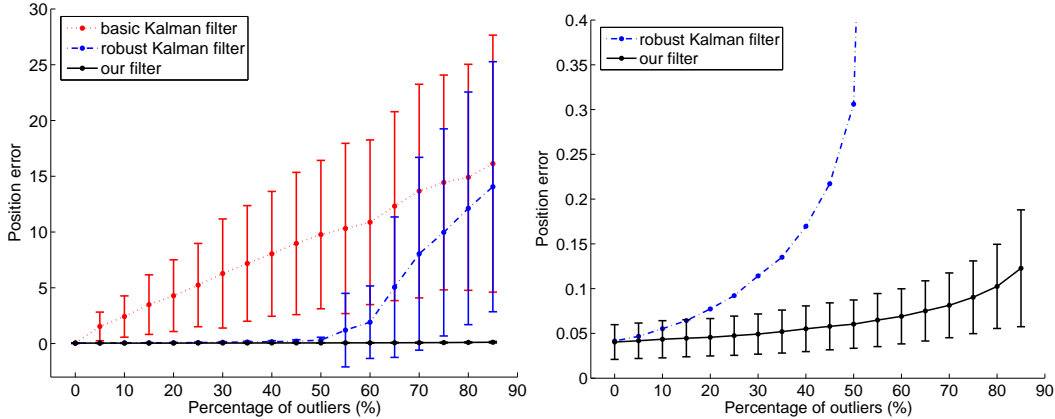 30
25
20
15
10
5
0
Position error
basic Kalman filter
robust Kalman filter
our filter
0 10 20 30 40 50 60 70 80 90
Percentage of outliers (%)
0.4
0.35
0.3
0.25
0.2
0.15
0.1
0.05
0
Position error
robust Kalman filter
our filter
0 10 20 30 40 50 60 70 80 90
Percentage of outliers (%)